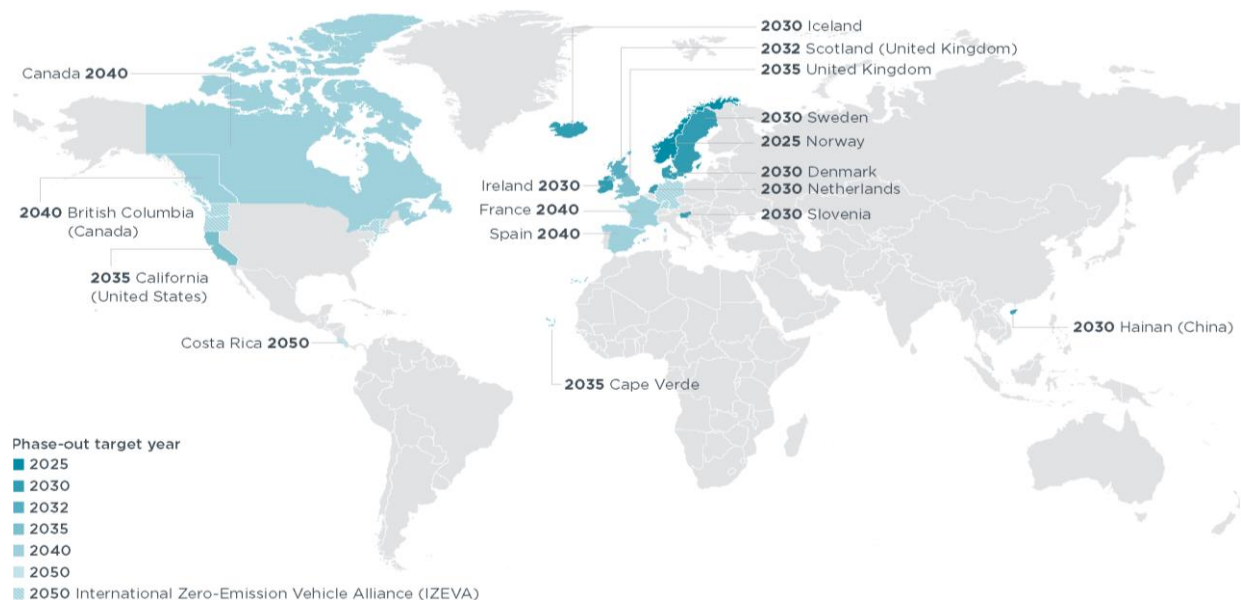 2030 Iceland
2032 Scotland (United Kingdom)
2035 United Kingdom
Canada 2040
2030 Sweden
2025 Norway
2030 Denmark
Ireland 2030
2030 Netherlands
France 2040
2040 British Columbia
(Canada)
2030 Slovenia
Spain 2040
2035 California
(United States)
2030 Hainan (China)
Costa Rica 2050
2035 Cape Verde
Phase-out target year
2025
2030
2032
2035
2040
2050
2050 International Zero-Emission Vehicle Alliance (IZEVA)